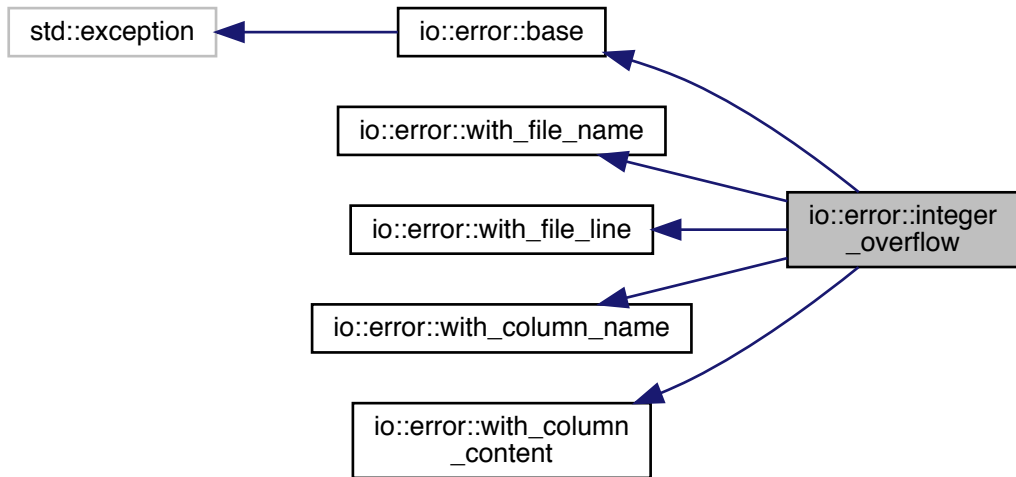 std::exception
io::error::base
io::error::with_file_name
io::error::with_file_line
io::error::with_column_name
io::error::with_column
_content
io::error::integer
_overflow